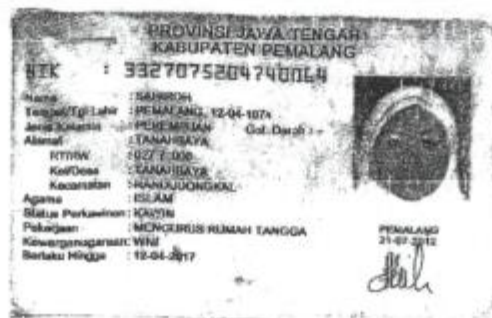 PROVINSI JAWA TENGAH
KABUPATEN PEMALANG
NIK : 3327075204740064
Nama :
Tempat/Tgl Lahir : PEMALANG, 12-04-1974
Jenis Kelamin : PEREMPUAN Gol. Darah : -
Alamat : TANAHBAYA
RT/RW : 027 /
Kel/Desa : TANAHBAYA
Kecamatan : RANDUDONGKAL
Agama : ISLAM
Status Perkawinan : KAWIN
Pekerjaan : MENGURUS RUMAH TANGGA
Kewarganegaraan: WNI
Berlaku Hingga : 12-04-2017
PEMALANG
21-07-2012